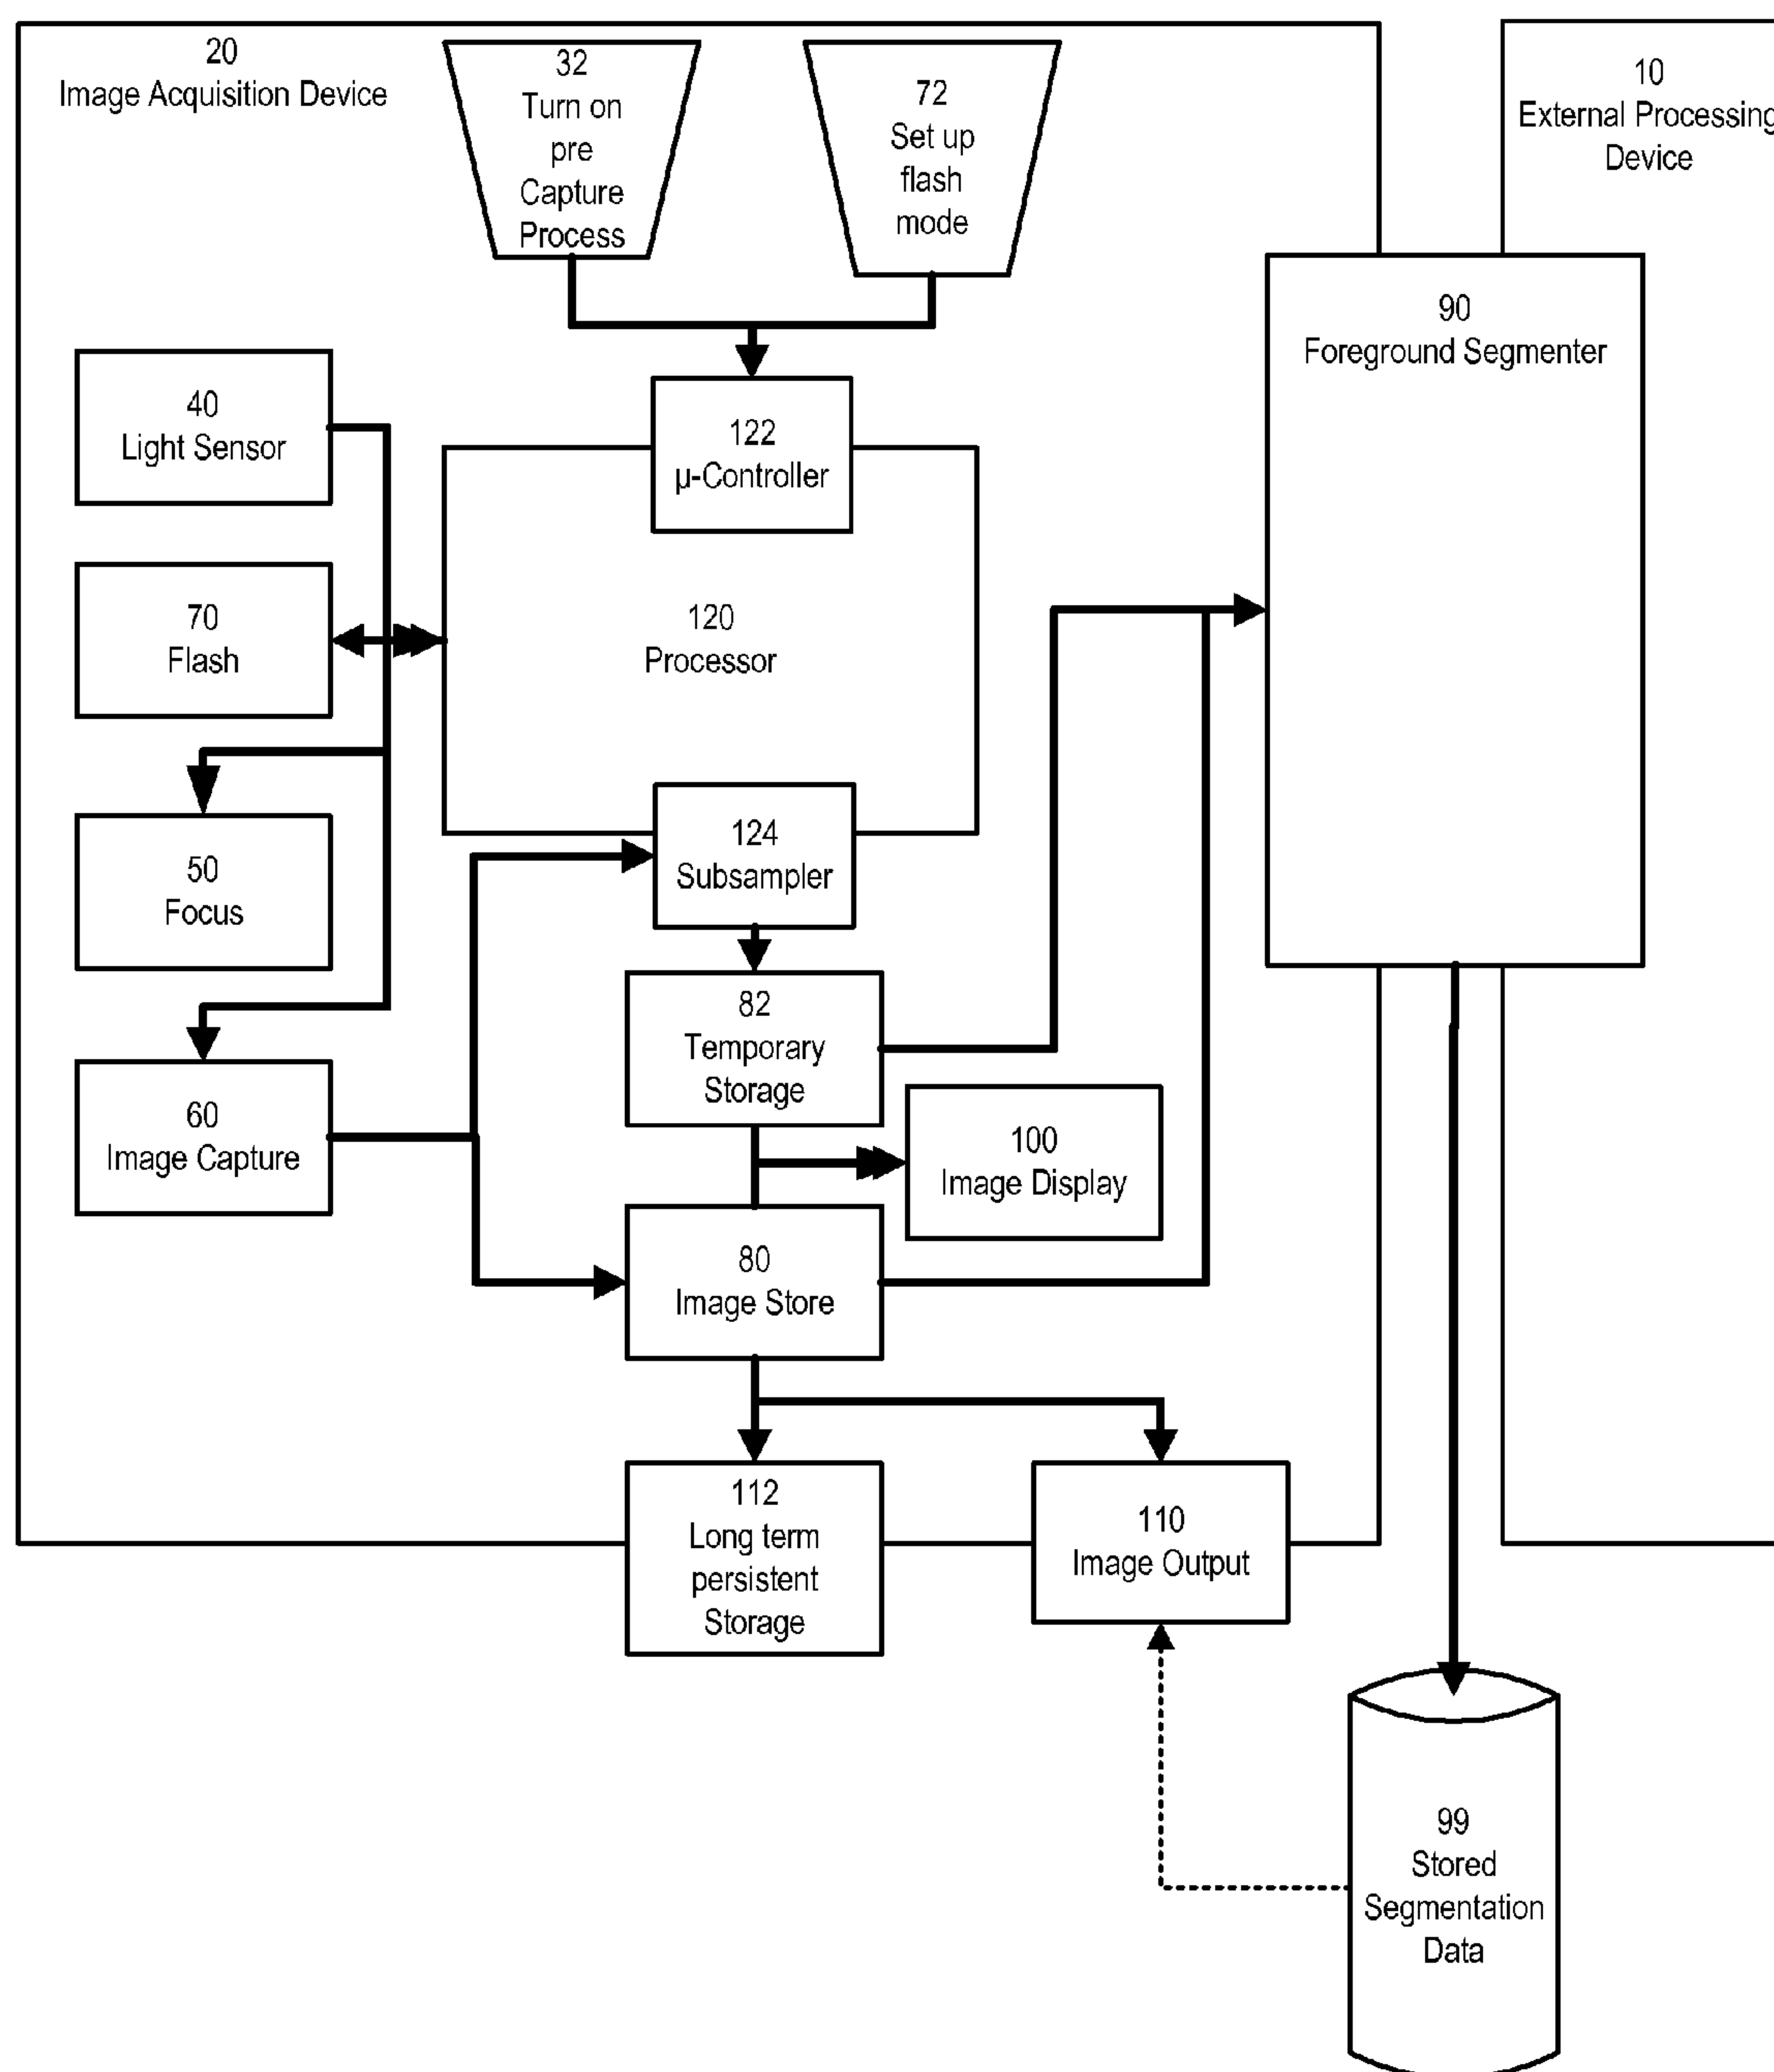 20
Image Acquisition Device
32
Turn on
pre
Capture
Process
72
Set up
flash
mode
10
External Processing
Device
90
Foreground Segmenter
40
Light Sensor
122
µ-Controller
70
Flash
120
Processor
50
Focus
124
Subsampler
82
Temporary
Storage
60
Image Capture
100
Image Display
80
Image Store
112
Long term
persistent
Storage
110
Image Output
99
Stored
Segmentation
Data